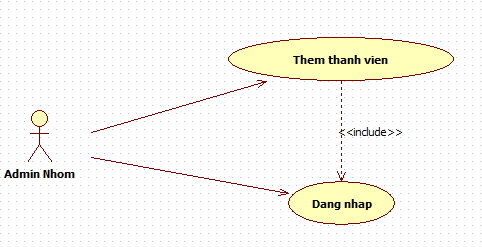 Them thanh vien
<<include>>
Admin Nhom
Dang nhap